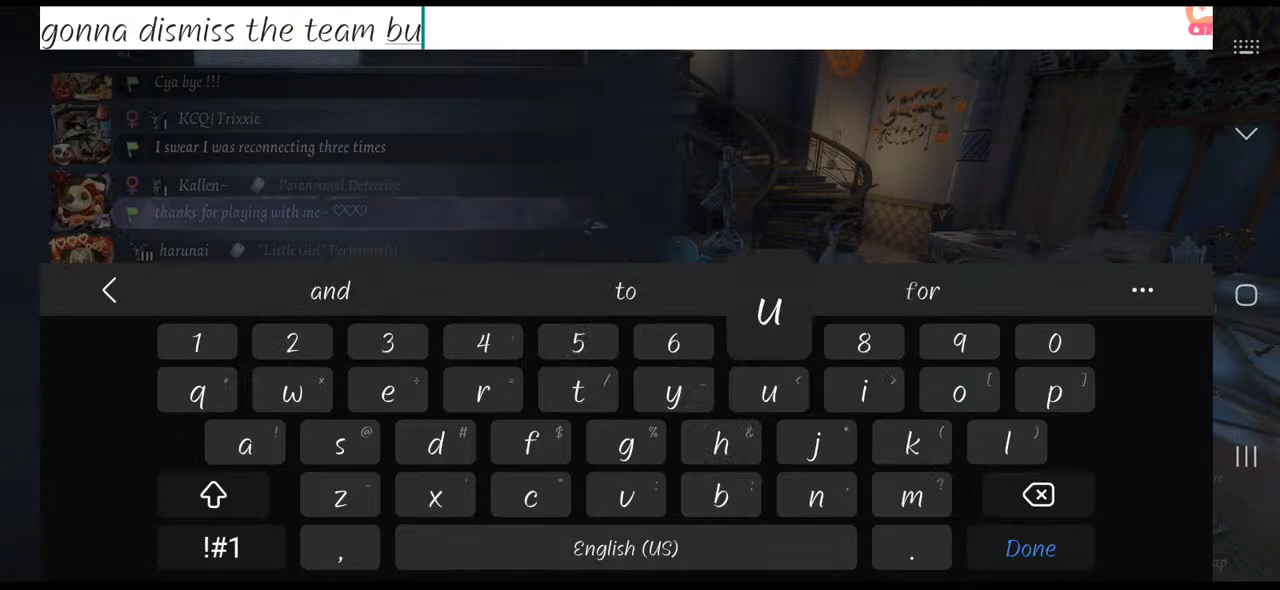 gonna dismiss the team bu
Cya bye !!!
KCQ|Trixxie
I swear I was reconnecting three times
Kallen~ Paranormal Detective
thanks for playing with me~ ♡♡♡
harunai "Little Girl"
and to for ...
U
1 2 3 4 5 6 8 9 0
q w e r t y u i o p
a s d f g h j k l
z x c v b n m
!#1 , English (US) . Done